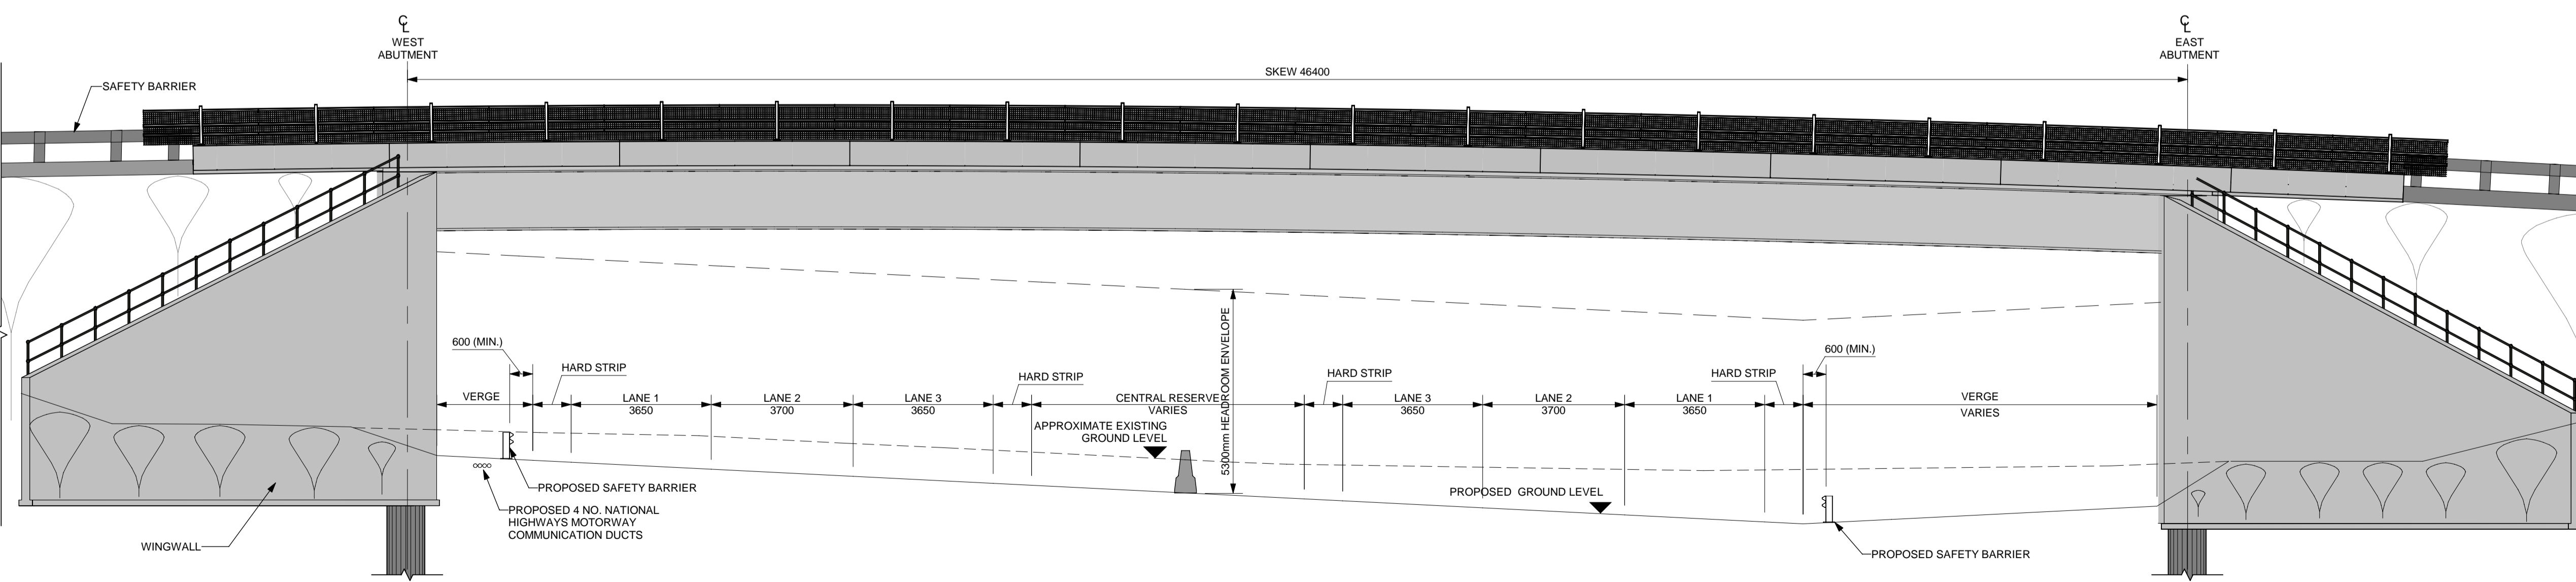 ℄
WEST
ABUTMENT
℄
EAST
ABUTMENT
SKEW 46400
SAFETY BARRIER
600 (MIN.)
HARD STRIP
HARD STRIP
HARD STRIP
HARD STRIP
600 (MIN.)
VERGE
LANE 1
3650
LANE 2
3700
LANE 3
3650
CENTRAL RESERVE
VARIES
LANE 3
3650
LANE 2
3700
LANE 1
3650
VERGE
VARIES
5300mm HEADROOM ENVELOPE
APPROXIMATE EXISTING
GROUND LEVEL
PROPOSED GROUND LEVEL
PROPOSED SAFETY BARRIER
PROPOSED 4 NO. NATIONAL
HIGHWAYS MOTORWAY
COMMUNICATION DUCTS
WINGWALL
PROPOSED SAFETY BARRIER